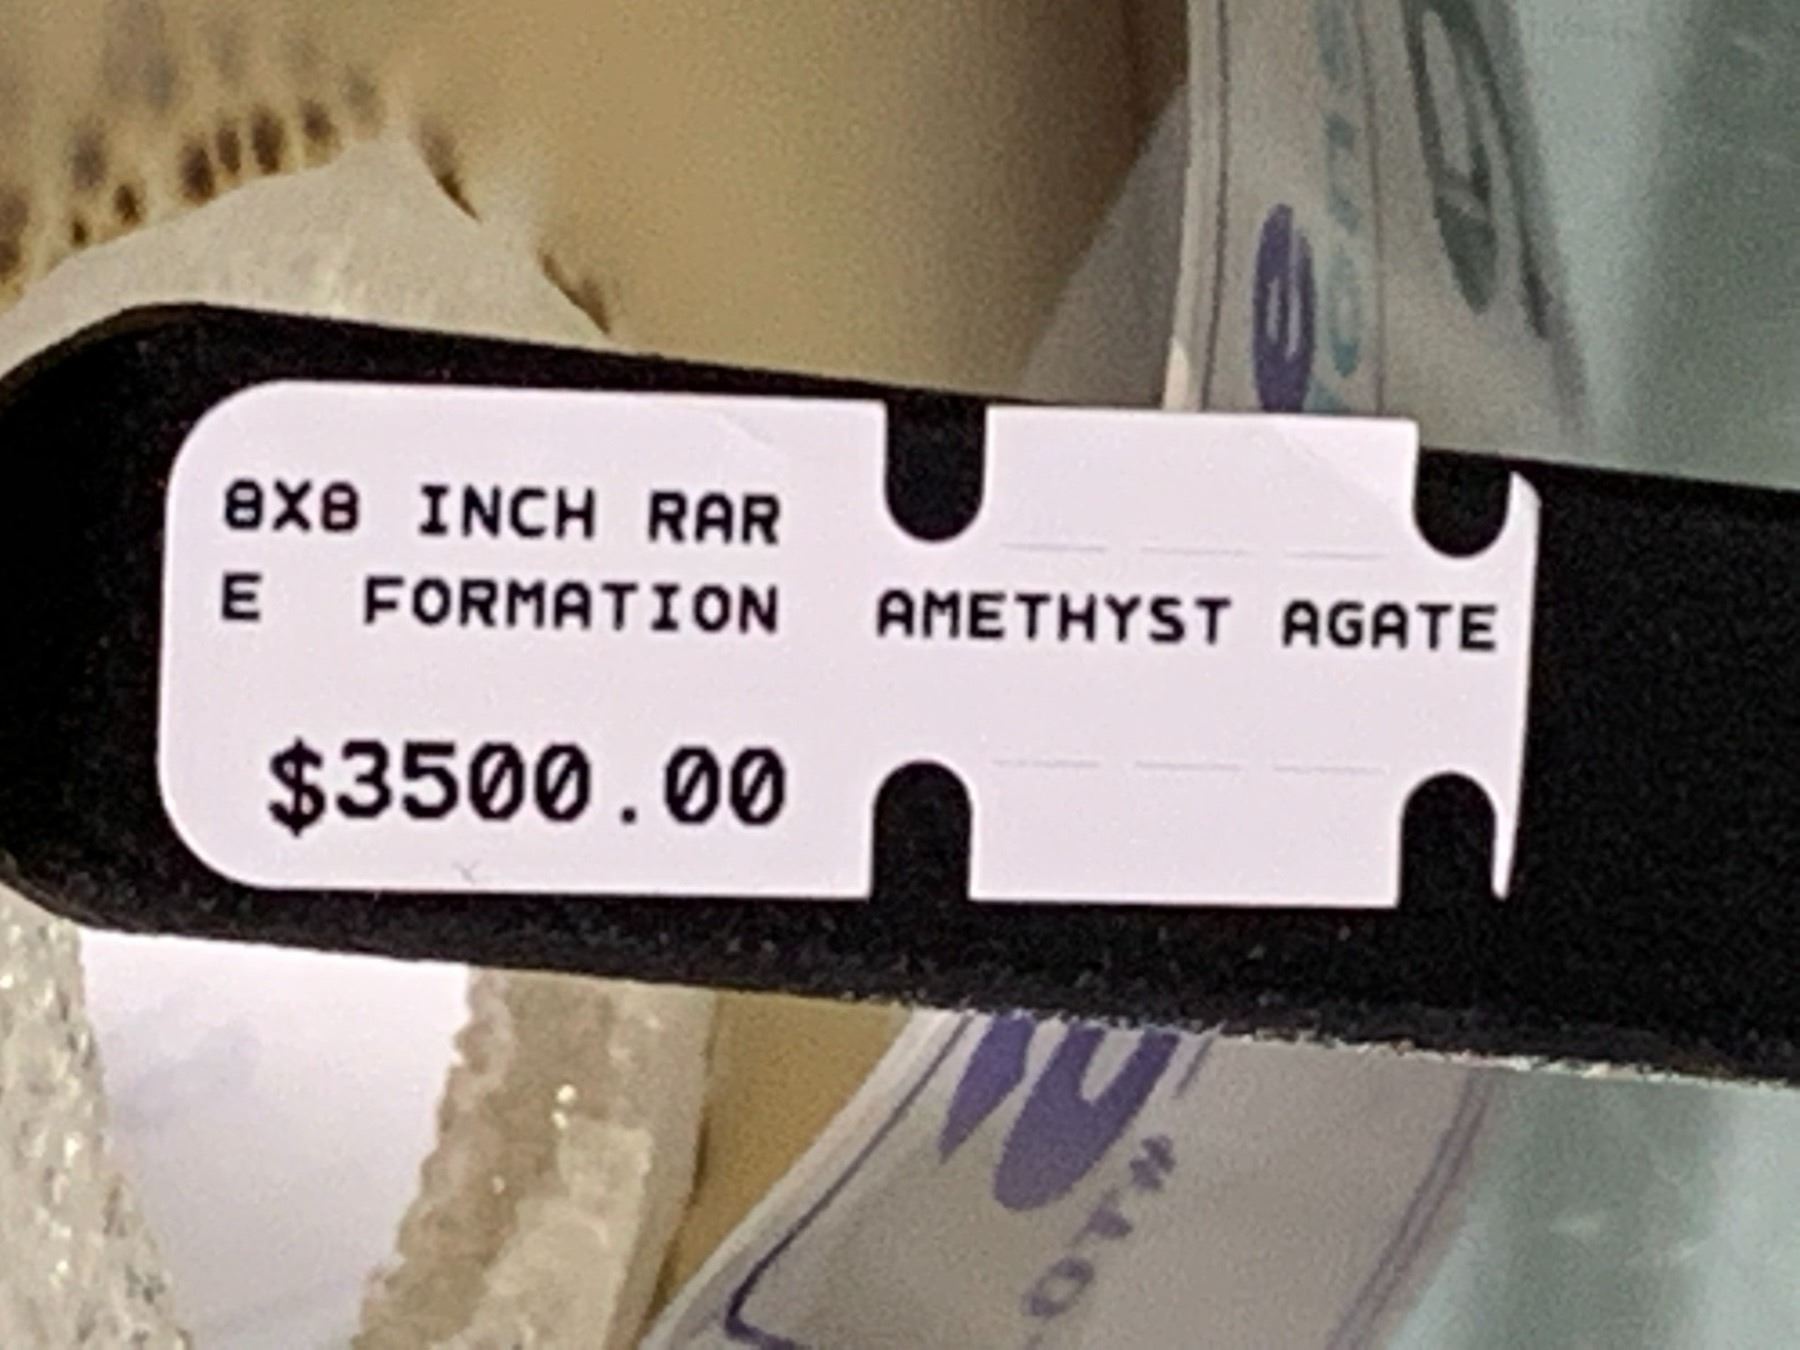 8X8 INCH RAR
E FORMATION AMETHYST AGATE
$3500.00